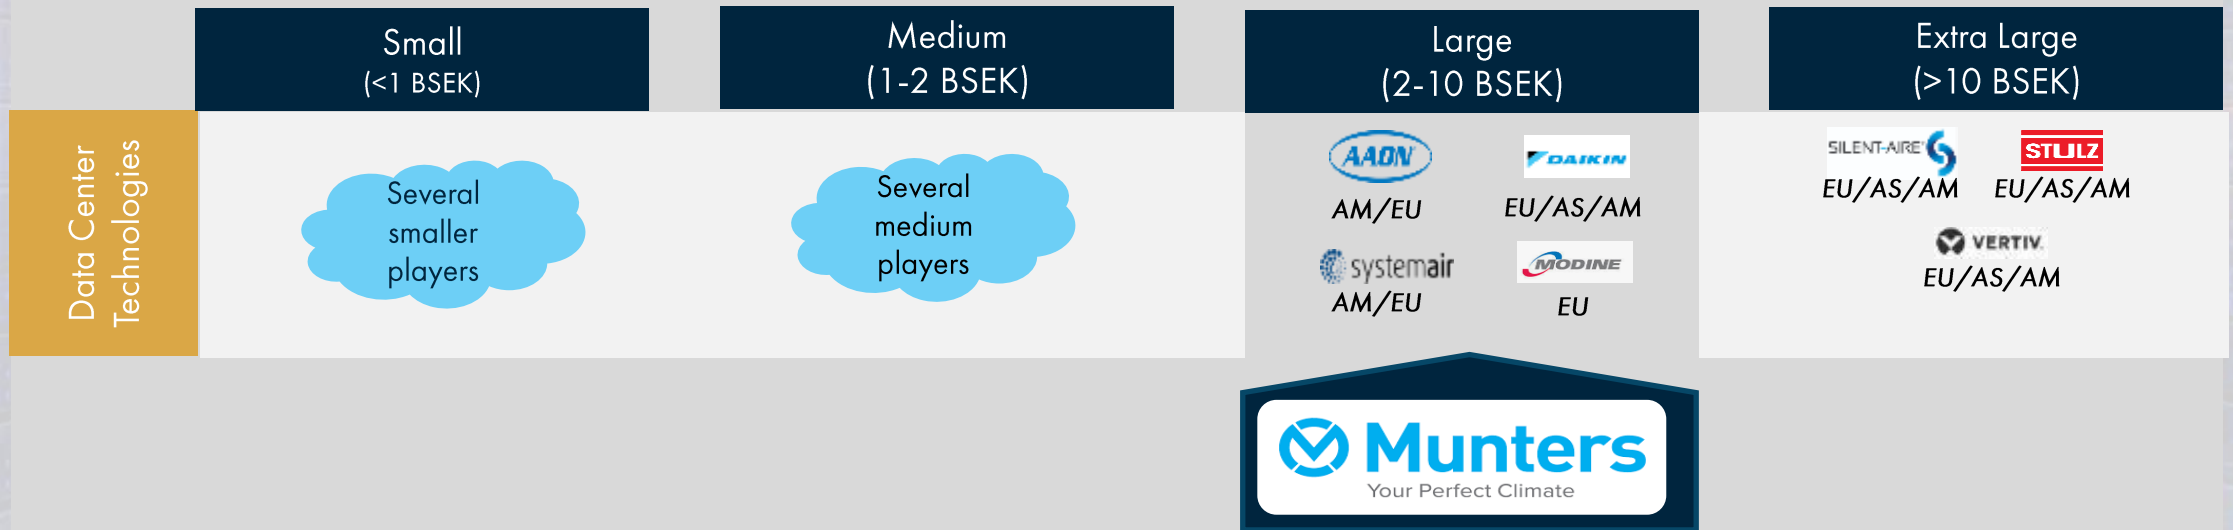 Small
(<1 BSEK)
Medium
(1-2 BSEK)
Large
(2-10 BSEK)
Extra Large
(>10 BSEK)
Data Center
Technologies
Several
smaller
players
Several
medium
players
AAON
AM/EU
DAIKIN
EU/AS/AM
systemair
AM/EU
MODINE
EU
SILENT-AIRE
EU/AS/AM
STULZ
EU/AS/AM
VERTIV
EU/AS/AM
Munters
Your Perfect Climate